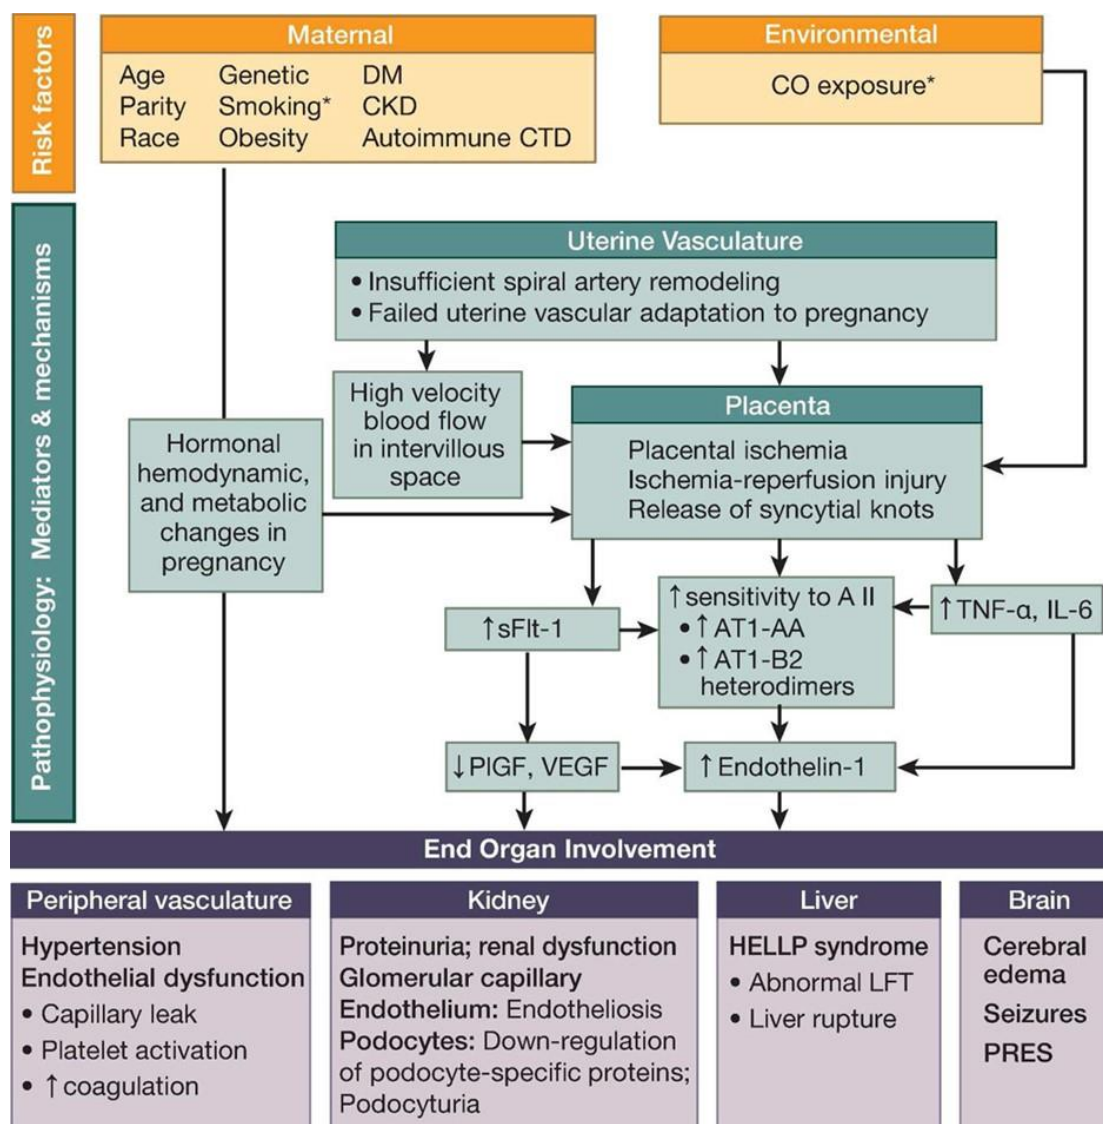 Risk factors
Maternal
Age Genetic DM
Parity Smoking* CKD
Race Obesity Autoimmune CTD
Environmental
CO exposure*
Pathophysiology: Mediators & mechanisms
Uterine Vasculature
• Insufficient spiral artery remodeling
• Failed uterine vascular adaptation to pregnancy
High velocity
blood flow
in intervillous
space
Placenta
Placental ischemia
Ischemia-reperfusion injury
Release of syncytial knots
Hormonal
hemodynamic,
and metabolic
changes in
pregnancy
↑sFlt-1
↑sensitivity to A II
• ↑AT1-AA
• ↑AT1-B2
heterodimers
↑TNF-α, IL-6
↓PlGF, VEGF
↑Endothelin-1
End Organ Involvement
Peripheral vasculature
Hypertension
Endothelial dysfunction
• Capillary leak
• Platelet activation
• ↑coagulation
Kidney
Proteinuria; renal dysfunction
Glomerular capillary
Endothelium: Endotheliosis
Podocytes: Down-regulation
of podocyte-specific proteins;
Podocyturia
Liver
HELLP syndrome
• Abnormal LFT
• Liver rupture
Brain
Cerebral
edema
Seizures
PRES